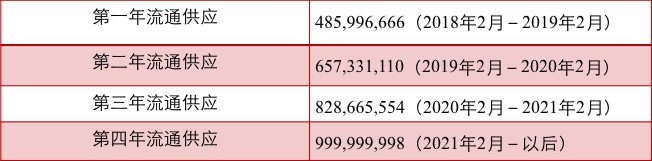 第一年流通供应 485,996,666（2018年2月 – 2019年2月）
第二年流通供应 657,331,110（2019年2月 – 2020年2月）
第三年流通供应 828,665,554（2020年2月 – 2021年2月）
第四年流通供应 999,999,998（2021年2月 – 以后）